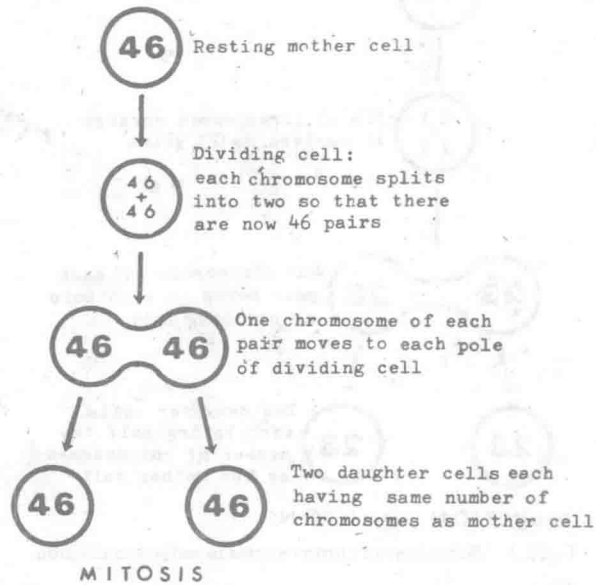 46 Resting mother cell
Dividing cell:
46
+
46
each chromosome splits
into two so that there
are now 46 pairs
46 46
One chromosome of each
pair moves to each pole
of dividing cell
46 46
Two daughter cells each
having same number of
chromosomes as mother cell
MITOSIS